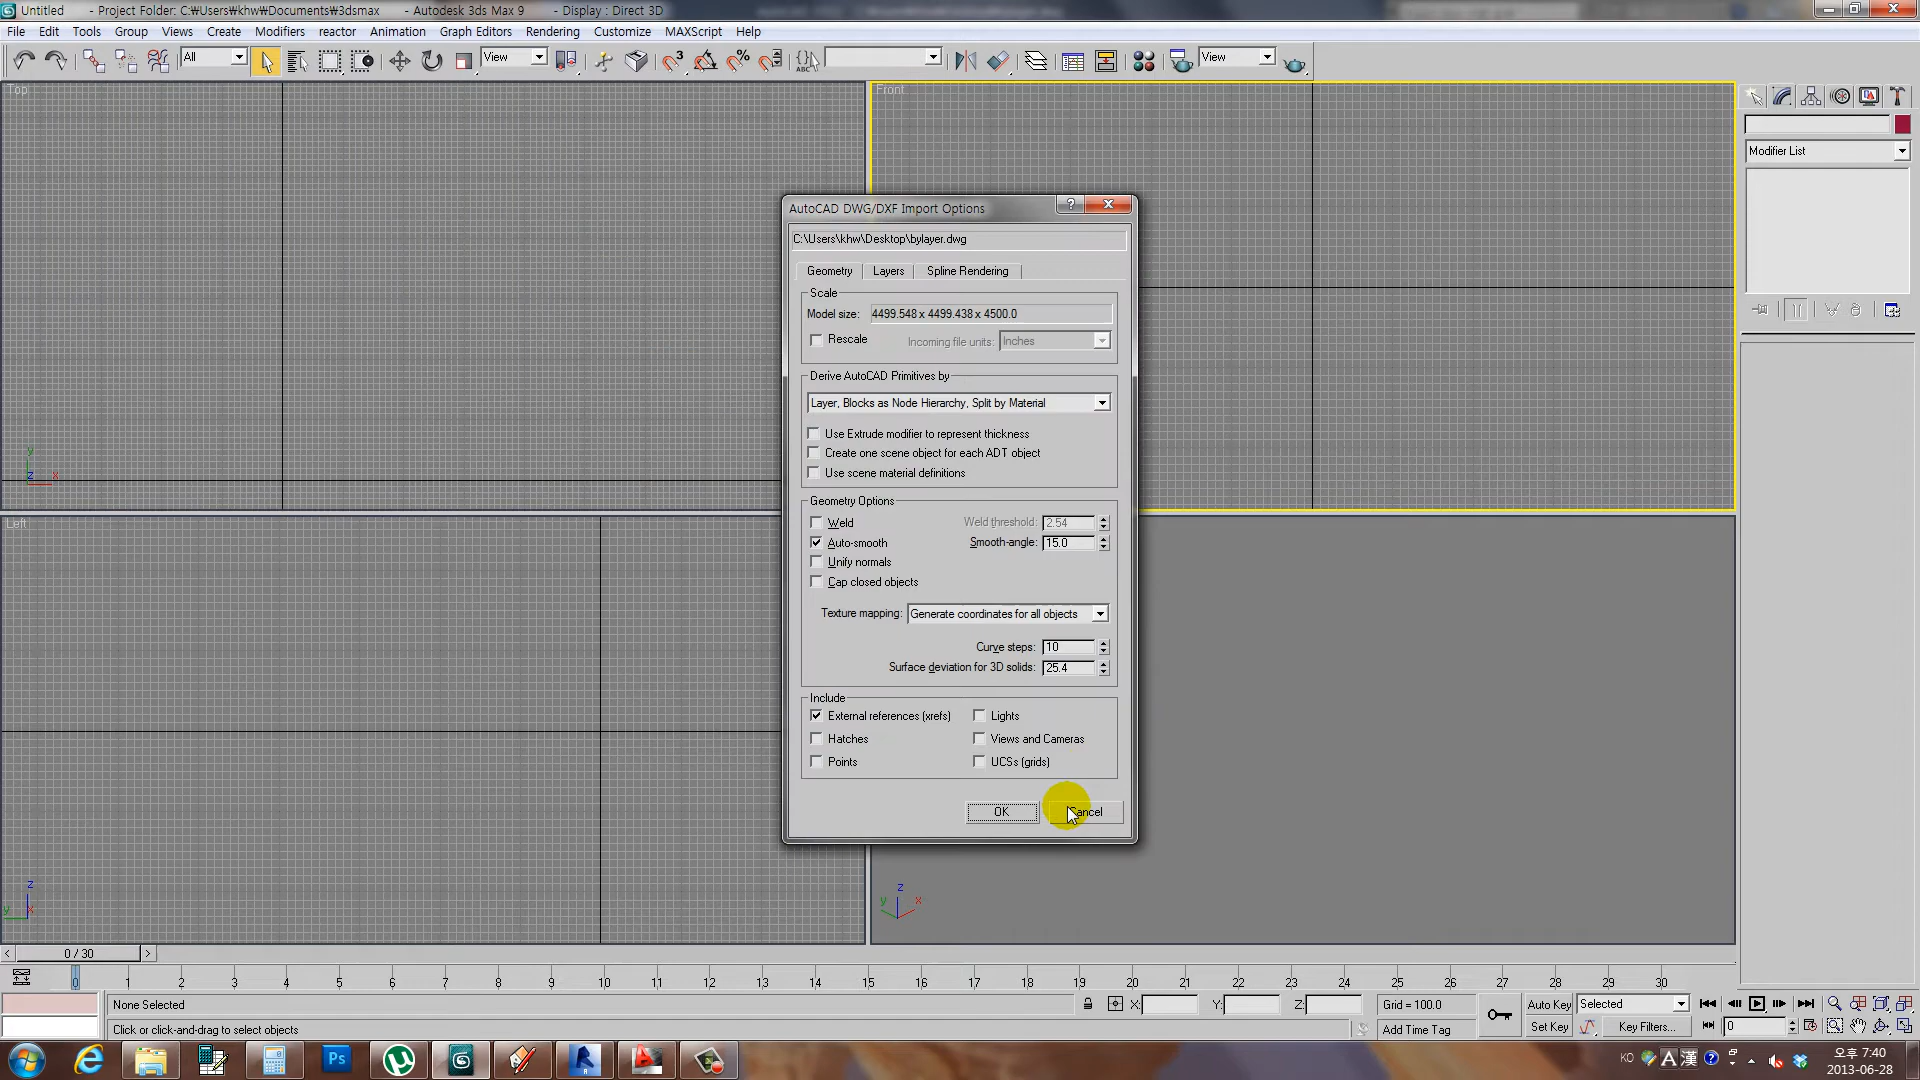 Untitled - Project Folder: C:₩Users₩khw₩Documents₩3dsmax - Autodesk 3ds Max 9 - Display : Direct 3D
File Edit Tools Group Views Create Modifiers reactor Animation Graph Editors Rendering Customize MAXScript Help
All View View
Top
Front
Modifier List
AutoCAD DWG/DXF Import Options
C:\Users\khw\Desktop\bylayer.dwg
Geometry Layers Spline Rendering
Scale
Model size: 4499.548 x 4499.438 x 4500.0
Rescale Incoming file units: Inches
Derive AutoCAD Primitives by
Layer, Blocks as Node Hierarchy, Split by Material
Use Extrude modifier to represent thickness
Create one scene object for each ADT object
Use scene material definitions
Geometry Options
Weld Weld threshold: 2.54
Auto-smooth Smooth-angle: 15.0
Unify normals
Cap closed objects
Texture mapping: Generate coordinates for all objects
Curve steps: 10
Surface deviation for 3D solids: 25.4
Include
External references (xrefs) Lights
Hatches Views and Cameras
Points UCSs (grids)
OK Cancel
y
z x
Left
z
y x
z
y x
< 0 / 30 >
0 1 2 3 4 5 6 7 8 9 10 11 12 13 14 15 16 17 18 19 20 21 22 23 24 25 26 27 28 29 30
None Selected X: Y: Z: Grid = 100.0 Auto Key Selected
Click or click-and-drag to select objects Add Time Tag Set Key Key Filters... 0
Ps KO A 漢 오후 7:40
2013-06-28